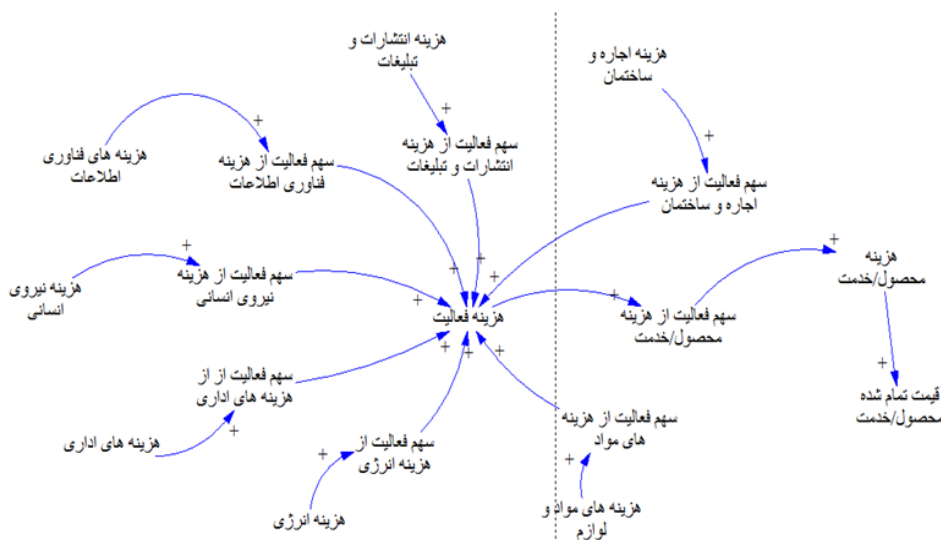 هزینه انتشارات و
تبلیغات
هزینه اجاره و
ساختمان
+
+
+
هزینه های فناوری
اطلاعات
سهم فعالیت از هزینه
فناوری اطلاعات
سهم فعالیت از هزینه
انتشارات و تبلیغات
سهم فعالیت از هزینه
اجاره و ساختمان
+
+
هزینه
محصول/خدمت
هزینه نیروی
انسانی
سهم فعالیت از هزینه
نیروی انسانی
+
+
+
+
+
هزینه فعالیت
سهم فعالیت از هزینه
محصول/خدمت
+
+
+
+
سهم فعالیت از از
هزینه های اداری
+
قیمت تمام شده
محصول/خدمت
سهم فعالیت از هزینه
های مواد
هزینه های اداری
سهم فعالیت از
هزینه انرژی
+
+
هزینه انرژی
هزینه های مواد و
لوازم